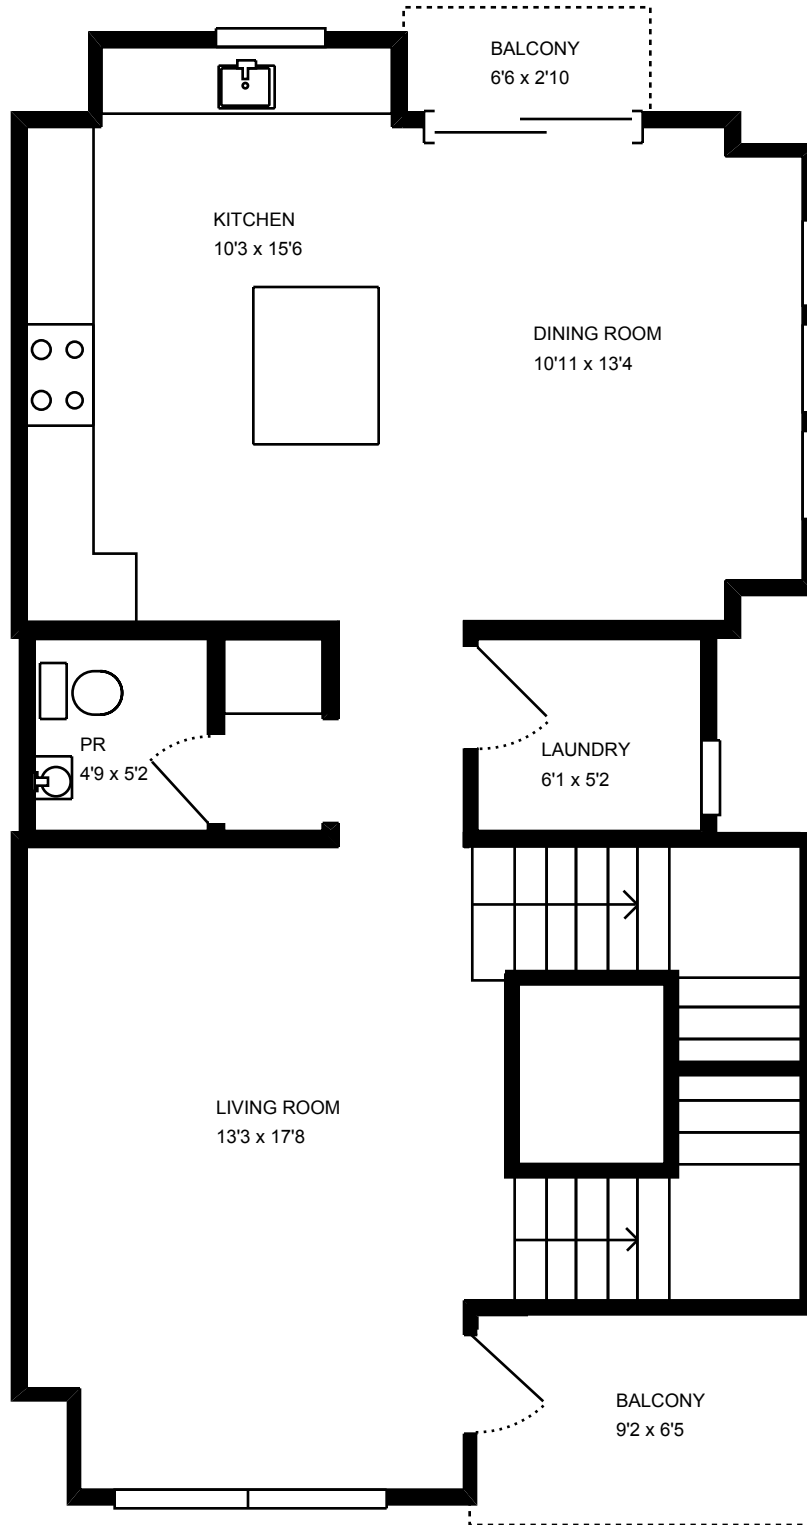 BALCONY
6'6 x 2'10
KITCHEN
10'3 x 15'6
DINING ROOM
10'11 x 13'4
PR
4'9 x 5'2
LAUNDRY
6'1 x 5'2
LIVING ROOM
13'3 x 17'8
BALCONY
9'2 x 6'5